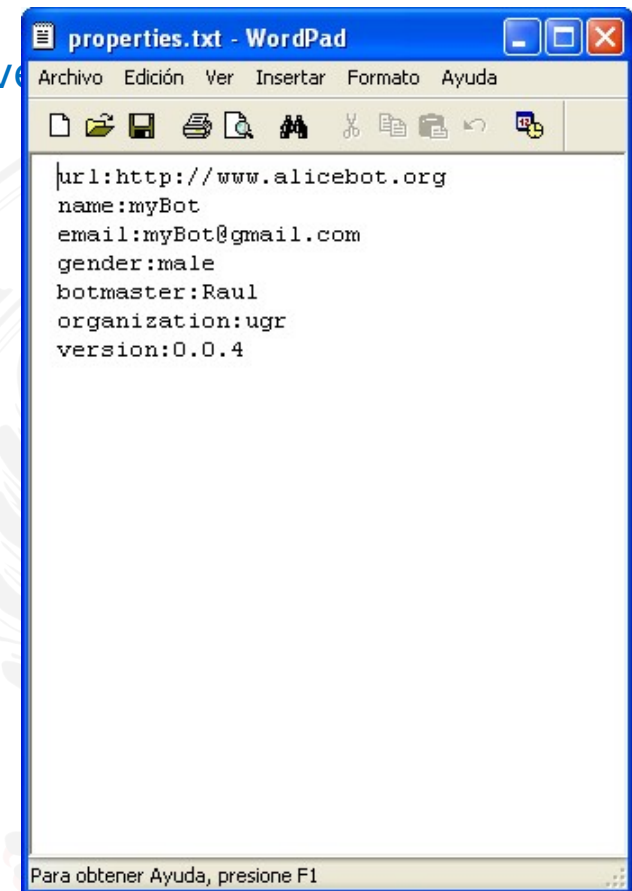 properties.txt - WordPad
Archivo Edición Ver Insertar Formato Ayuda
url:http://www.alicebot.org
name:myBot
email:myBot@gmail.com
gender:male
botmaster:Raul
organization:ugr
version:0.0.4
Para obtener Ayuda, presione F1